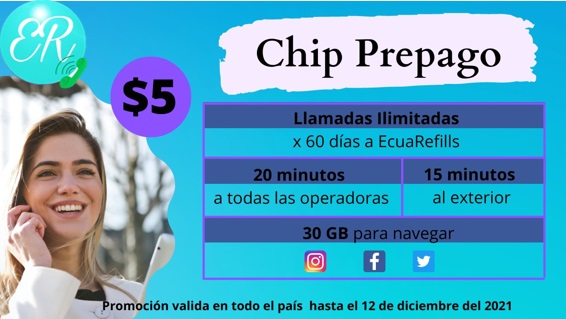 ER
$5
Chip Prepago
Llamadas Ilimitadas
x 60 días a EcuaRefills
20 minutos
a todas las operadoras
15 minutos
al exterior
30 GB para navegar
Promoción valida en todo el país hasta el 12 de diciembre del 2021